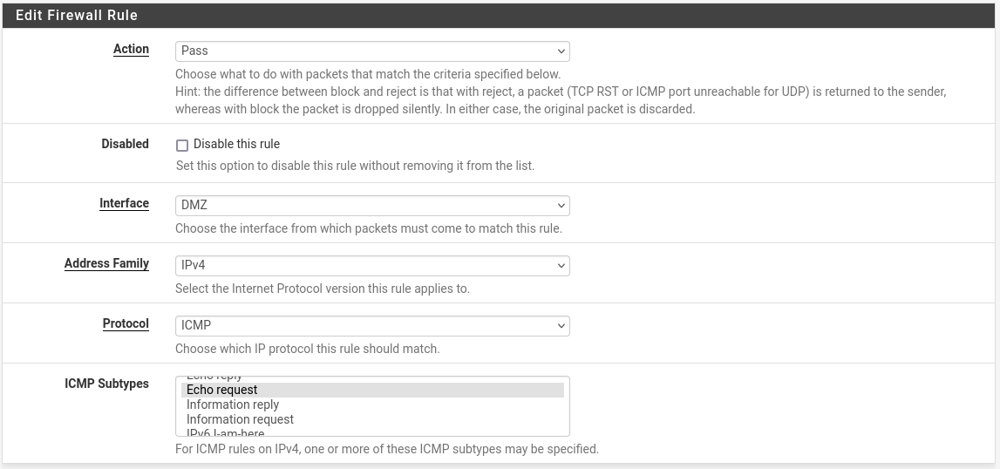 Edit Firewall Rule
Action
Pass
Choose what to do with packets that match the criteria specified below.
Hint: the difference between block and reject is that with reject, a packet (TCP RST or ICMP port unreachable for UDP) is returned to the sender,
whereas with block the packet is dropped silently. In either case, the original packet is discarded.
Disabled
Disable this rule
Set this option to disable this rule without removing it from the list.
Interface
DMZ
Choose the interface from which packets must come to match this rule.
Address Family
IPv4
Select the Internet Protocol version this rule applies to.
Protocol
ICMP
Choose which IP protocol this rule should match.
ICMP Subtypes
Echo reply
Echo request
Information reply
Information request
IPv6 I-am-here
For ICMP rules on IPv4, one or more of these ICMP subtypes may be specified.